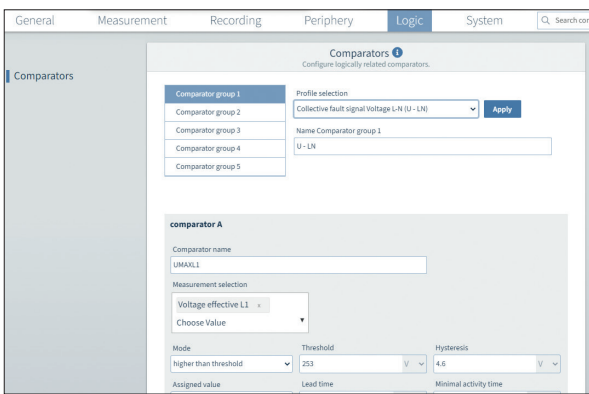 General Measurement Recording Periphery Logic System Search con
Comparators
Comparators
Configure logically related comparators.
Comparator group 1
Comparator group 2
Comparator group 3
Comparator group 4
Comparator group 5
Profile selection
Collective fault signal Voltage L-N (U - LN) Apply
Name Comparator group 1
U - LN
comparator A
Comparator name
UMAXL1
Measurement selection
Voltage effective L1 x
Choose Value
Mode Threshold Hysteresis
higher than threshold 253 V 4.6 V
Assigned value Lead time Minimal activity time